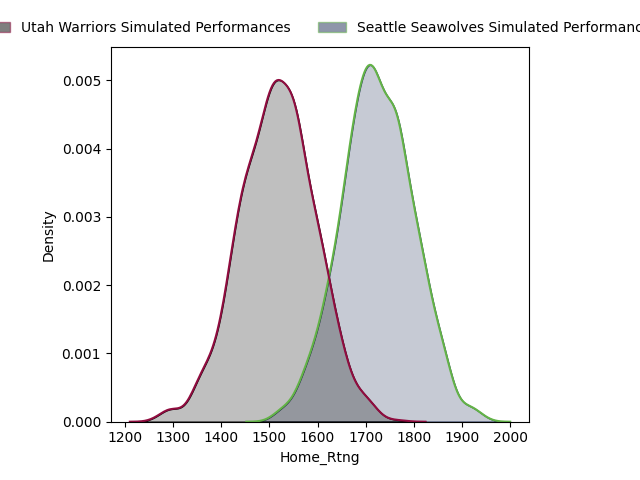 Utah Warriors Simulated Performances
Seattle Seawolves Simulated
0.005
0.004
0.003
0.002
0.001
0.000
Density
1200 1300 1400 1500 1600 1700 1800 1900 2000
Home_Rtng